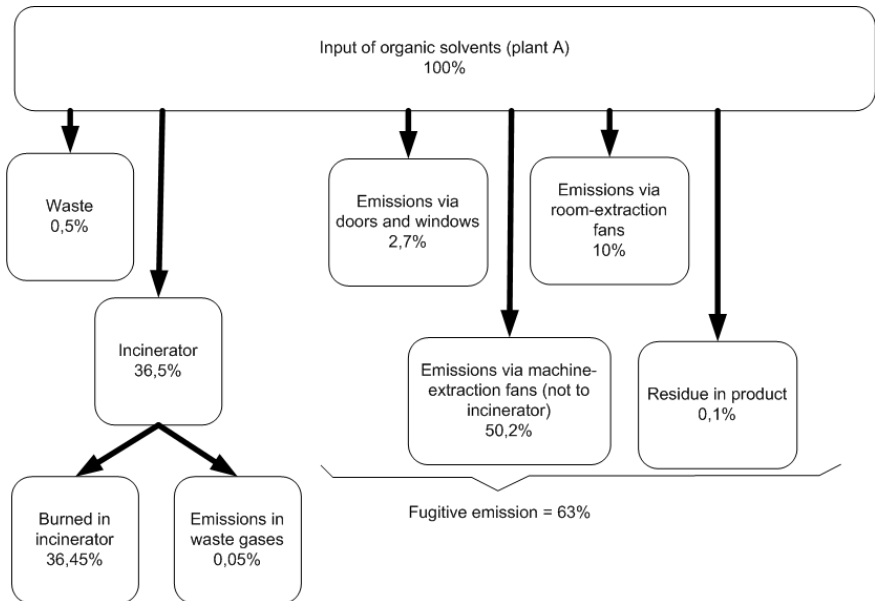 Input of organic solvents (plant A)
100%
Waste
0,5%
Emissions via
doors and windows
2,7%
Emissions via
room-extraction
fans
10%
Incinerator
36,5%
Emissions via machine-
extraction fans (not to
incinerator)
50,2%
Residue in product
0,1%
Burned in
incinerator
36,45%
Emissions in
waste gases
0,05%
Fugitive emission = 63%